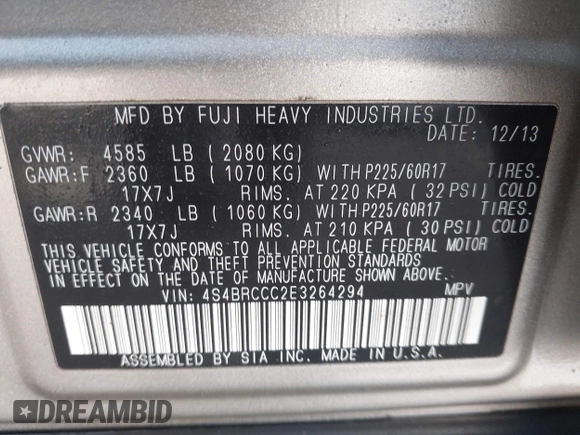 MFD BY FUJI HEAVY INDUSTRIES LTD.
DATE: 12/13
GVWR: 4585 LB ( 2080 KG)
GAWR:F 2360 LB ( 1070 KG) WITH P225/60R17 TIRES.
17X7J RIMS. AT 220 KPA ( 32 PSI) COLD
GAWR:R 2340 LB ( 1060 KG) WITH P225/60R17 TIRES.
17X7J RIMS. AT 210 KPA ( 30 PSI) COLD
THIS VEHICLE CONFORMS TO ALL APPLICABLE FEDERAL MOTOR
VEHICLE SAFETY AND THEFT PREVENTION STANDARDS
IN EFFECT ON THE DATE OF MANUFACTURE SHOWN ABOVE.
VIN: 4S4BRCCC2E3264294 MPV
ASSEMBLED BY SIA INC. MADE IN U.S.A.
DREAMBID